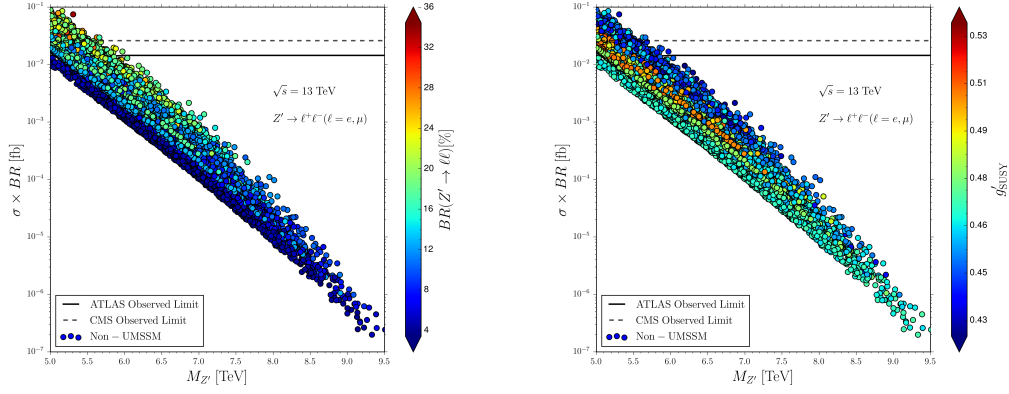 10⁻¹
10⁻²
10⁻³
10⁻⁴
10⁻⁵
10⁻⁶
10⁻⁷
σ × BR [fb]
√s = 13 TeV
Z′ → ℓ⁺ℓ⁻(ℓ = e, μ)
ATLAS Observed Limit
CMS Observed Limit
Non − UMSSM
5.0 5.5 6.0 6.5 7.0 7.5 8.0 8.5 9.0 9.5
M_Z′ [TeV]
36
32
28
24
20
16
12
8
4
BR(Z′ → ℓℓ)[%]
10⁻¹
10⁻²
10⁻³
10⁻⁴
10⁻⁵
10⁻⁶
10⁻⁷
σ × BR [fb]
√s = 13 TeV
Z′ → ℓ⁺ℓ⁻(ℓ = e, μ)
ATLAS Observed Limit
CMS Observed Limit
Non − UMSSM
5.0 5.5 6.0 6.5 7.0 7.5 8.0 8.5 9.0 9.5
M_Z′ [TeV]
0.53
0.51
0.49
0.48
0.46
0.45
0.43
g′_SUSY